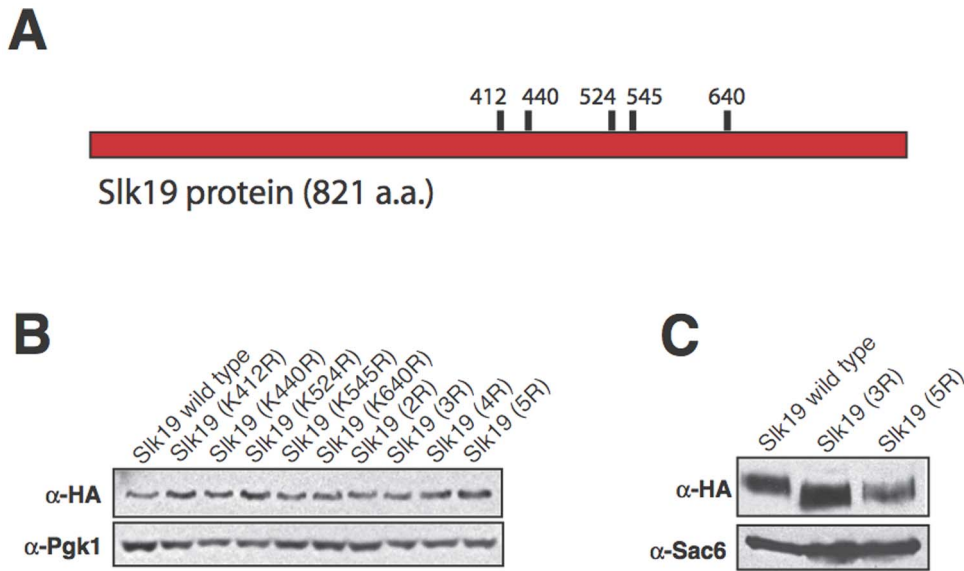 A
412 440 524 545 640
Slk19 protein (821 a.a.)
B
Slk19 wild type
Slk19 (K412R)
Slk19 (K440R)
Slk19 (K524R)
Slk19 (K545R)
Slk19 (K640R)
Slk19 (2R)
Slk19 (3R)
Slk19 (4R)
Slk19 (5R)
α-HA
α-Pgk1
C
Slk19 wild type
Slk19 (3R)
Slk19 (5R)
α-HA
α-Sac6